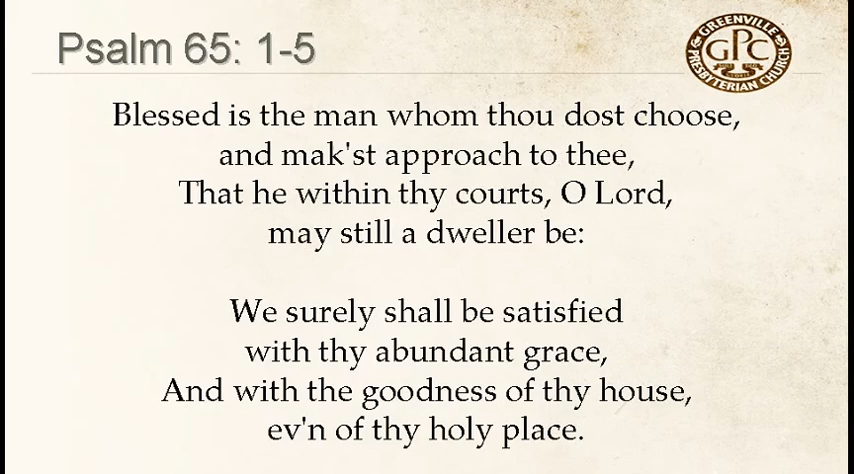 Psalm 65: 1-5
GREENVILLE
GPC
PRESBYTERIAN CHURCH
Blessed is the man whom thou dost choose,
and mak'st approach to thee,
That he within thy courts, O Lord,
may still a dweller be:
We surely shall be satisfied
with thy abundant grace,
And with the goodness of thy house,
ev'n of thy holy place.